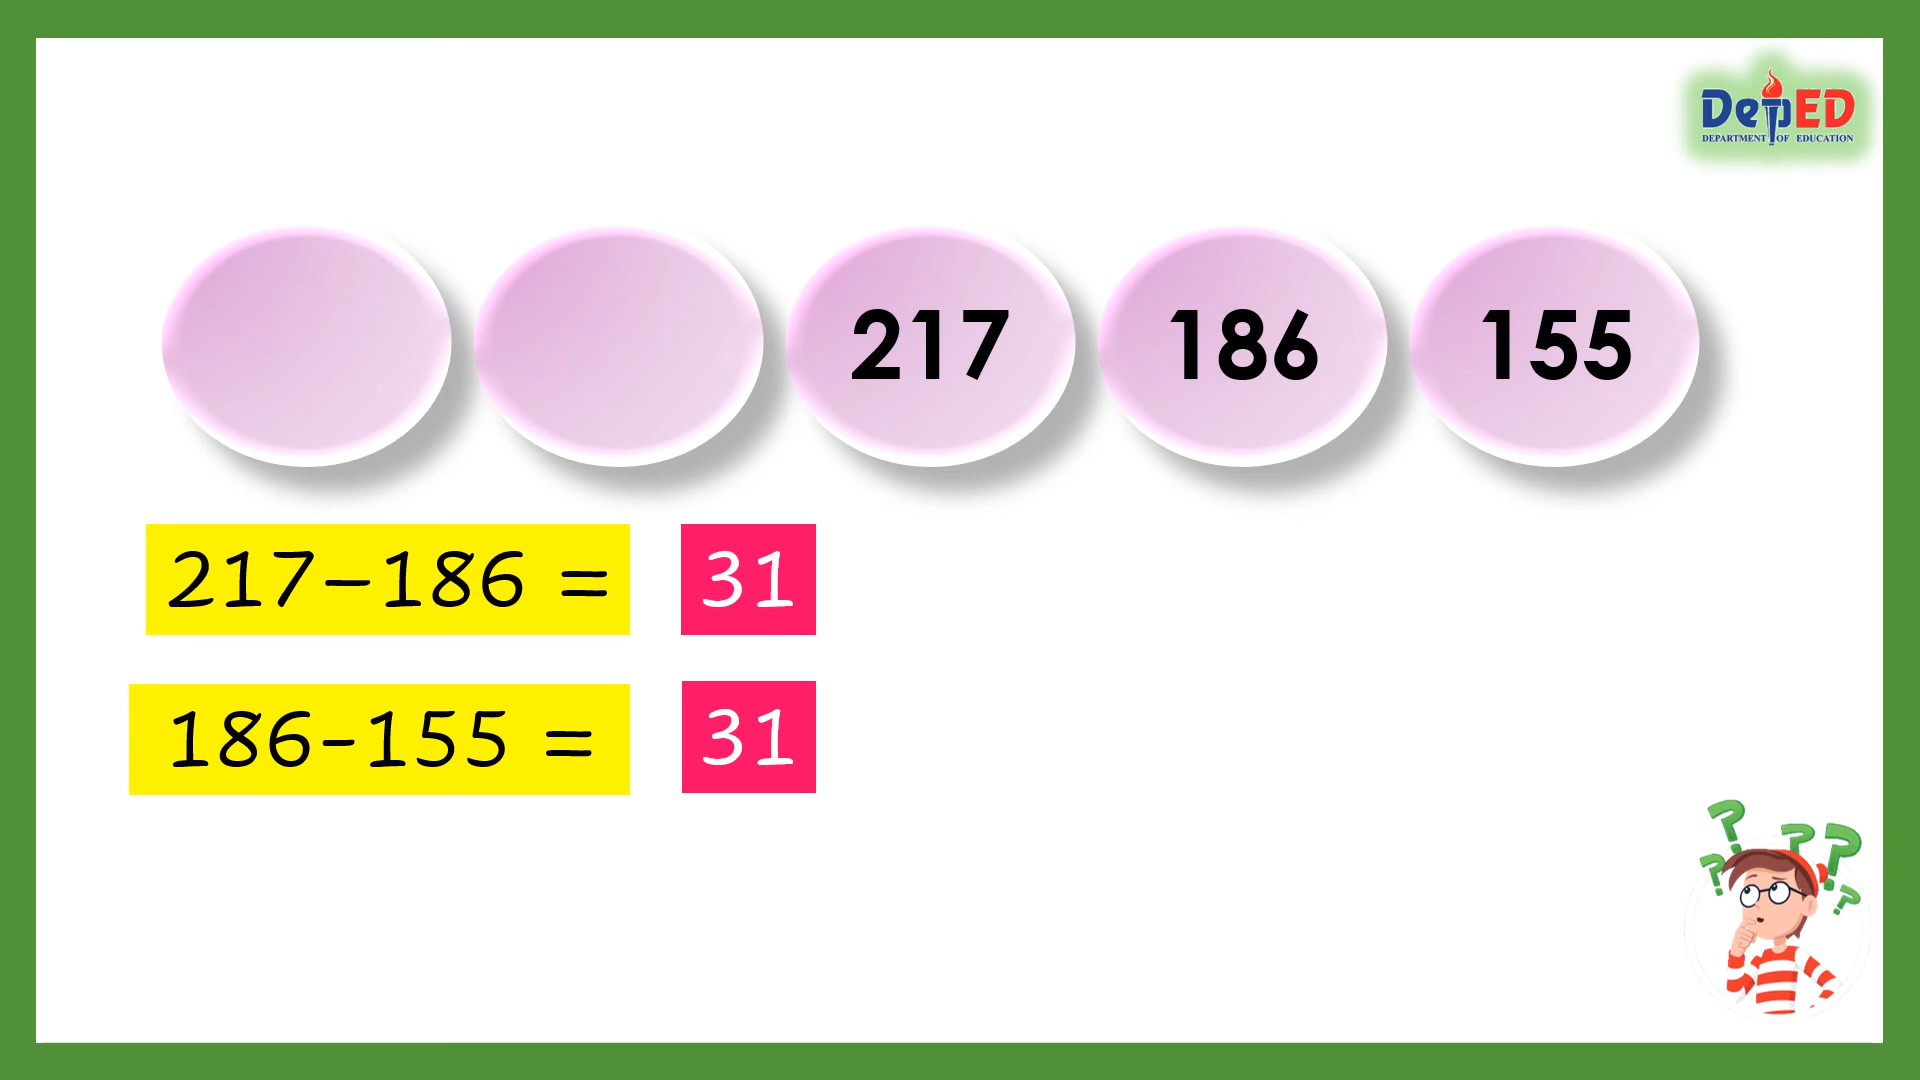 DepED
DEPARTMENT OF EDUCATION
217 186 155
217–186 = 31
186-155 = 31
? ? ? ? ?